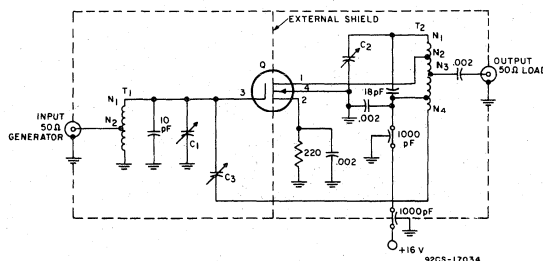 EXTERNAL SHIELD
T2
N1
N2
N3
N4
.002
OUTPUT
50Ω LOAD
C2
Q
1
4
2
3
18pF
.002
INPUT
50Ω
GENERATOR
T1
N1
N2
10
pF
C1
C3
220
.002
1000
pF
1000pF
+16 V
92CS-17034